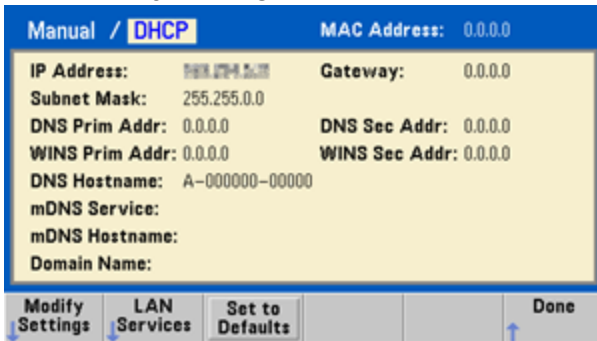 Manual / DHCP MAC Address: 0.0.0.0
IP Address: Gateway: 0.0.0.0
Subnet Mask: 255.255.0.0
DNS Prim Addr: 0.0.0.0 DNS Sec Addr: 0.0.0.0
WINS Prim Addr: 0.0.0.0 WINS Sec Addr: 0.0.0.0
DNS Hostname: A-000000-00000
mDNS Service:
mDNS Hostname:
Domain Name:
Modify Settings
LAN Services
Set to Defaults
Done